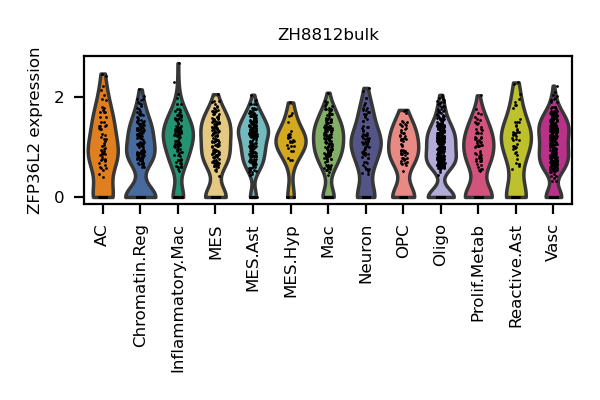 ZH8812bulk
ZFP36L2 expression
2
0
AC
Chromatin.Reg
Inflammatory.Mac
MES
MES.Ast
MES.Hyp
Mac
Neuron
OPC
Oligo
Prolif.Metab
Reactive.Ast
Vasc